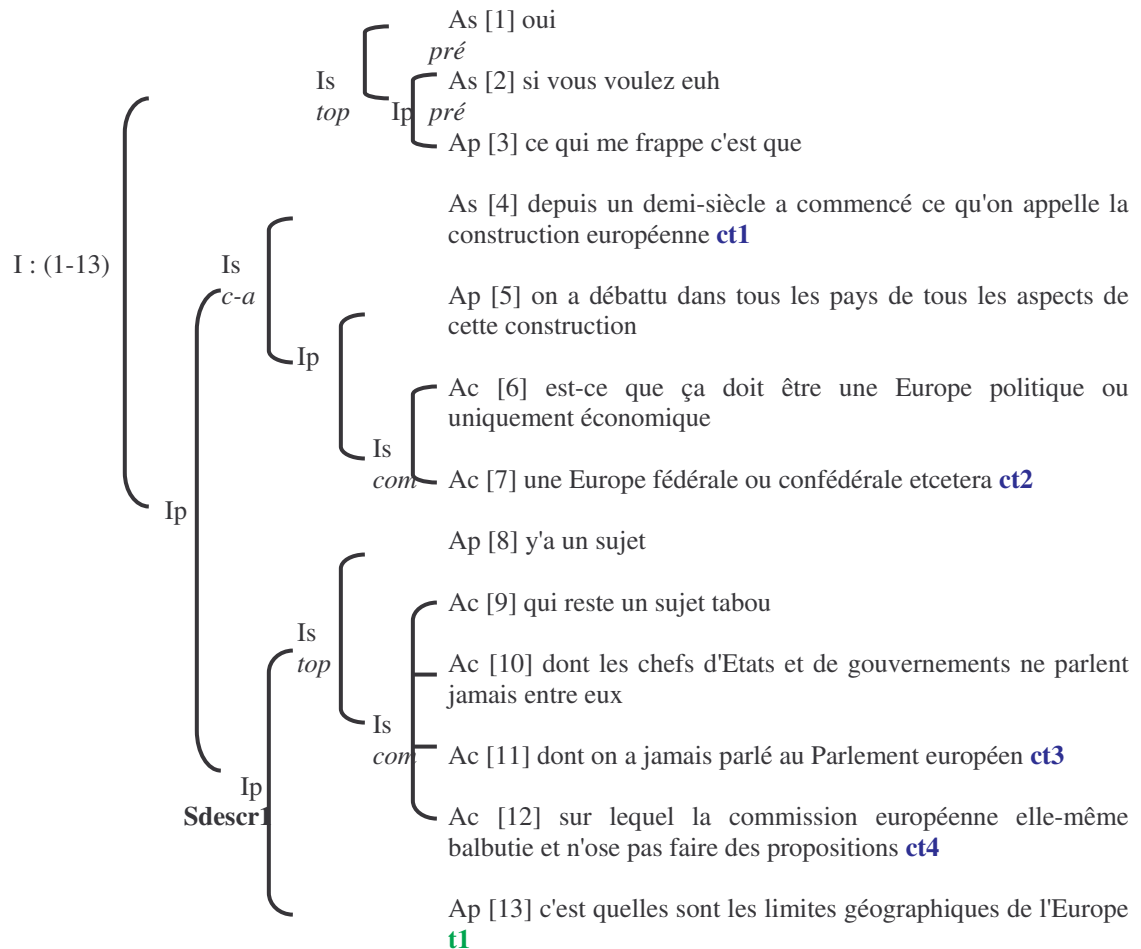 As [1] oui
pré
Is As [2] si vous voulez euh
top Ip pré
Ap [3] ce qui me frappe c'est que
As [4] depuis un demi-siècle a commencé ce qu'on appelle la
construction européenne ct1
I : (1-13) Is
c-a Ap [5] on a débattu dans tous les pays de tous les aspects de
cette construction
Ip
Ac [6] est-ce que ça doit être une Europe politique ou
uniquement économique
Is
com Ac [7] une Europe fédérale ou confédérale etcetera ct2
Ip
Ap [8] y'a un sujet
Ac [9] qui reste un sujet tabou
Is
top Ac [10] dont les chefs d'Etats et de gouvernements ne parlent
jamais entre eux
Is
com Ac [11] dont on a jamais parlé au Parlement européen ct3
Ip
Sdescr1 Ac [12] sur lequel la commission européenne elle-même
balbutie et n'ose pas faire des propositions ct4
Ap [13] c'est quelles sont les limites géographiques de l'Europe
t1